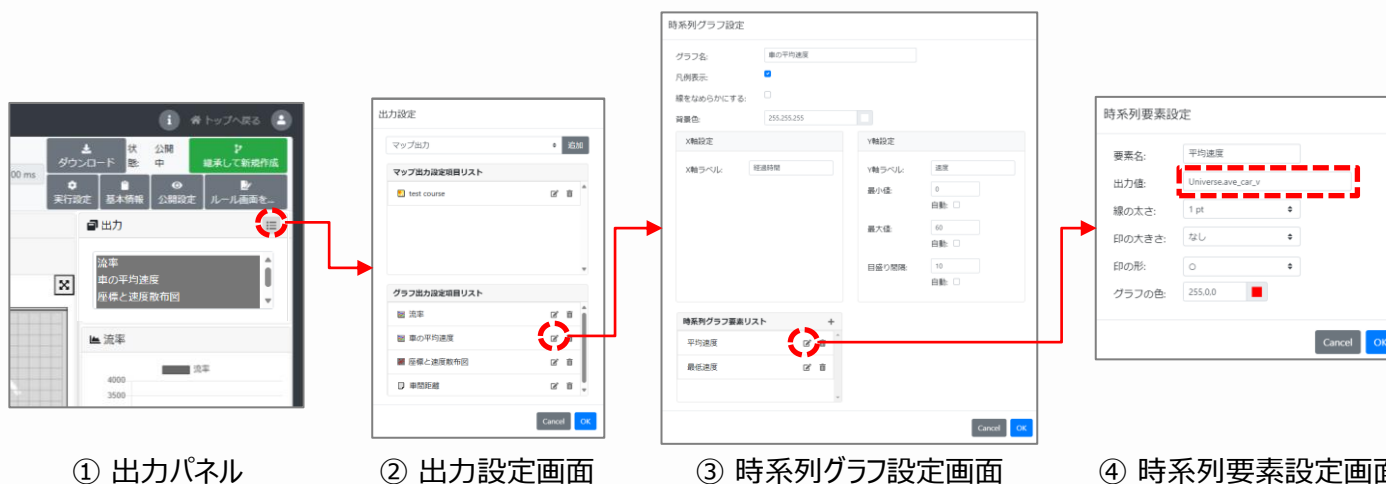 トップへ戻る
ダウンロード
状態:
公開中
継承して新規作成
00 ms
実行設定
基本情報
公開設定
ルール画面を...
出力
流率
車の平均速度
座標と速度散布図
流率
流率
4000
3500
① 出力パネル
出力設定
マップ出力
追加
マップ出力設定項目リスト
test course
グラフ出力設定項目リスト
流率
車の平均速度
座標と速度散布図
車間距離
Cancel OK
② 出力設定画面
時系列グラフ設定
グラフ名: 車の平均速度
凡例表示:
線をなめらかにする:
背景色: 255.255.255
X軸設定
X軸ラベル: 経過時間
Y軸設定
Y軸ラベル: 速度
最小値: 0
自動:
最大値: 60
自動:
目盛り間隔: 10
自動:
時系列グラフ要素リスト +
平均速度
最低速度
Cancel OK
③ 時系列グラフ設定画面
時系列要素設定
要素名: 平均速度
出力値: Universe.ave_car_v
線の太さ: 1 pt
印の大きさ: なし
印の形: ○
グラフの色: 255,0,0
Cancel OK
④ 時系列要素設定画面